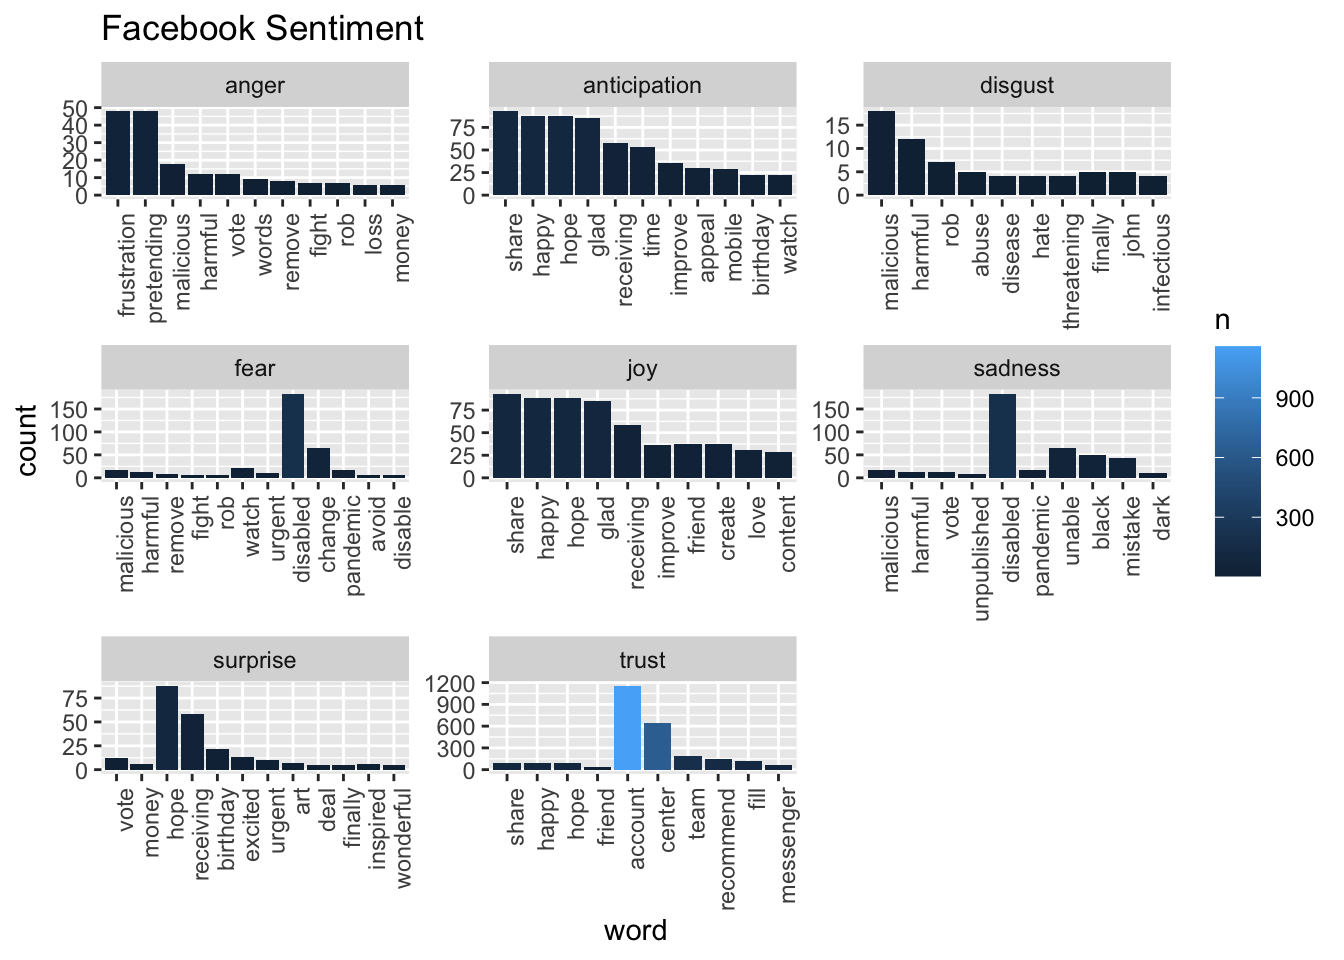 Facebook Sentiment
anger
anticipation
disgust
50
40
30
20
10
0
75
50
25
0
15
10
5
0
frustration
pretending
malicious
harmful
vote
words
remove
fight
rob
loss
money
share
happy
hope
glad
receiving
time
improve
appeal
mobile
birthday
watch
malicious
harmful
rob
abuse
disease
hate
threatening
finally
john
infectious
n
900
600
300
count
fear
joy
sadness
150
100
50
0
75
50
25
0
150
100
50
0
malicious
harmful
remove
fight
rob
watch
urgent
disabled
change
pandemic
avoid
disable
share
happy
hope
glad
receiving
improve
friend
create
love
content
malicious
harmful
vote
unpublished
disabled
pandemic
unable
black
mistake
dark
surprise
trust
75
50
25
0
1200
900
600
300
0
vote
money
hope
receiving
birthday
excited
urgent
art
deal
finally
inspired
wonderful
share
happy
hope
friend
account
center
team
recommend
fill
messenger
word